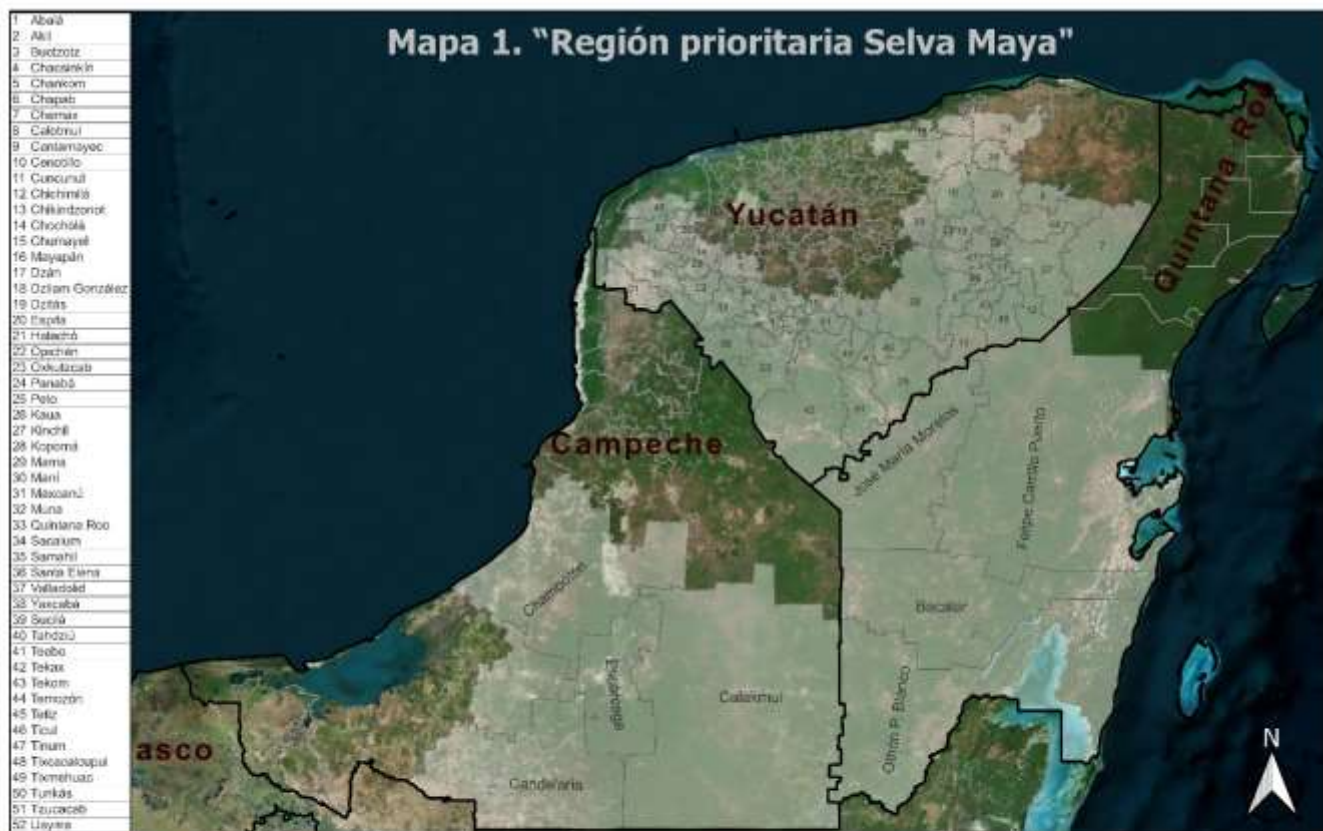 Mapa 1. “Región prioritaria Selva Maya"
1 Abalá
2 Akil
3 Buctzotz
4 Chacsinkín
5 Chankom
6 Chapab
7 Chemax
8 Calotmul
9 Cantamayec
10 Cenotillo
11 Cuncunul
12 Chichimilá
13 Chikindzonot
14 Chocholá
15 Chumayel
16 Mayapán
17 Dzán
18 Dzilam González
19 Dzitás
20 Espita
21 Halachó
22 Opichén
23 Oxkutzcab
24 Panabá
25 Peto
26 Kaua
27 Kinchil
28 Kopomá
29 Mama
30 Maní
31 Maxcanú
32 Muna
33 Quintana Roo
34 Sacalum
35 Samahil
36 Santa Elena
37 Valladolid
38 Yaxcabá
39 Sucilá
40 Tahdziú
41 Teabo
42 Tekax
43 Tekom
44 Temozón
45 Tetiz
46 Ticul
47 Tinum
48 Tixcacalcupul
49 Tixmehuac
50 Tunkás
51 Tzucacab
52 Uayma
Yucatán
Quintana Roo
Campeche
José María Morelos
Felipe Carrillo Puerto
Champotón
Bacalar
Escárcega
Calakmul
Othón P. Blanco
Candelaria
asco
N